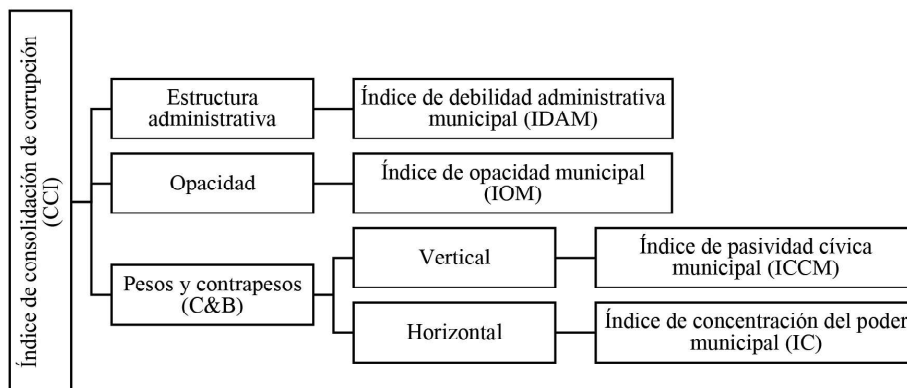 Índice de consolidación de corrupción
(CCI)
Estructura
administrativa
Índice de debilidad administrativa
municipal (IDAM)
Opacidad
Índice de opacidad municipal
(IOM)
Pesos y contrapesos
(C&B)
Vertical
Índice de pasividad cívica
municipal (ICCM)
Horizontal
Índice de concentración del poder
municipal (IC)